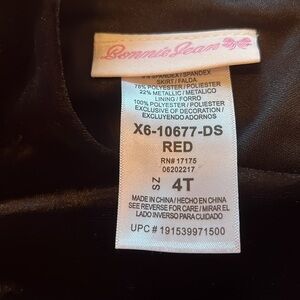 Bonnie Jean
% SPANDEX / SPANDEX
SKIRT / FALDA
78% POLYESTER / POLIESTER
22% METALLIC / METALICO
LINING / FORRO
100% POLYESTER / POLIESTER
EXCLUSIVE OF DECORATION /
EXCLUYENDO ADORNOS
X6-10677-DS
RED
RN# 17175
06202217
SZ 4T
MADE IN CHINA / HECHO EN CHINA
SEE REVERSE FOR CARE / MIRAR EL
LADO INVERSO PARA CUIDADO
UPC # 191539971500